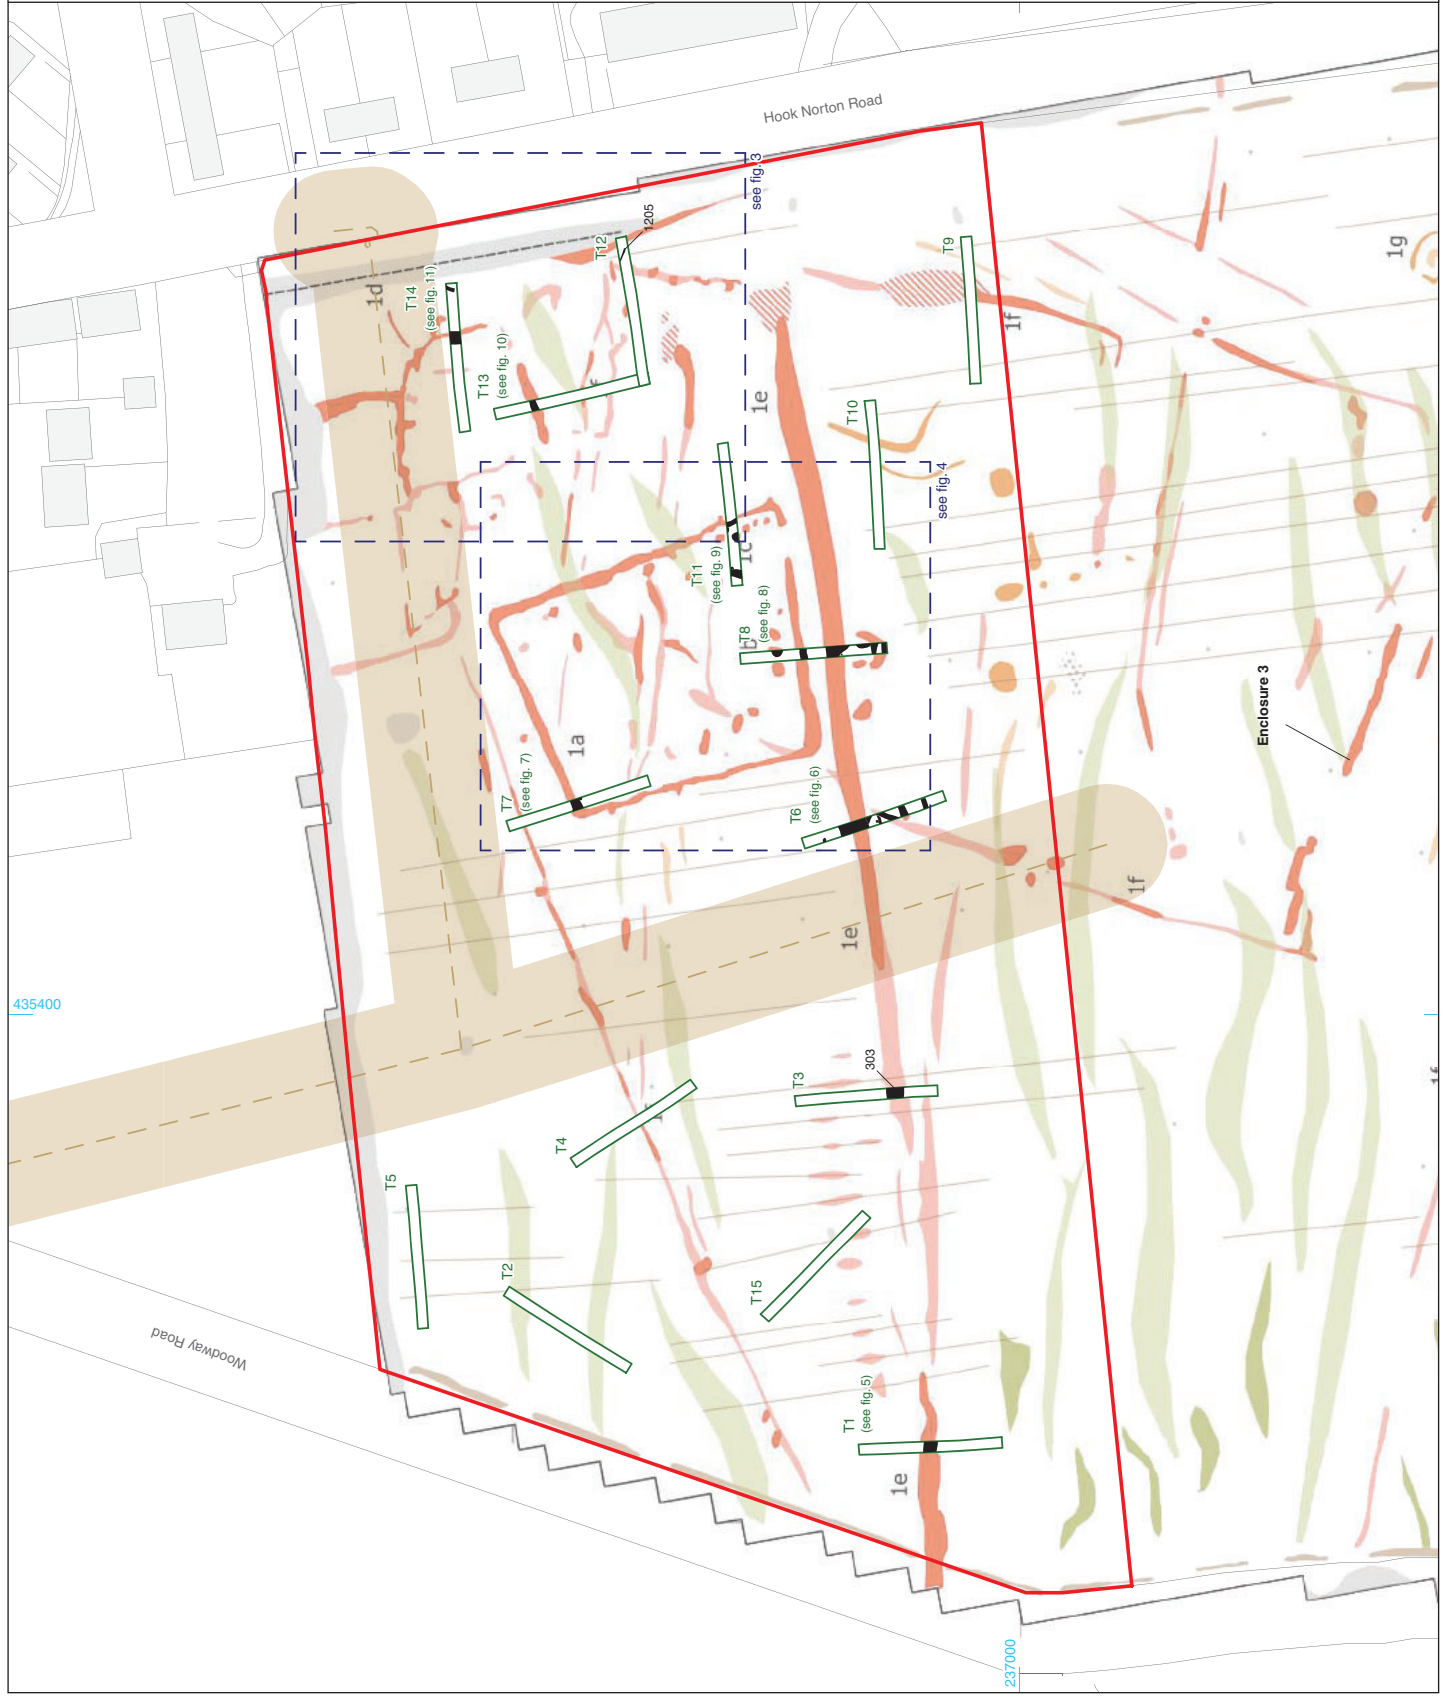 Hook Norton Road
see fig. 3
1205
T12
T9
1g
1d
T14
(see fig. 11)
T13
(see fig. 10)
1f
1e
T10
see fig. 4
T11
(see fig. 9)
1c
T8
(see fig. 8)
Enclosure 3
1a
T7
(see fig. 7)
T6
(see fig. 6)
1f
1e
435400
303
T3
T4
T5
T2
T15
Woodway Road
T1
(see fig. 5)
1e
237000